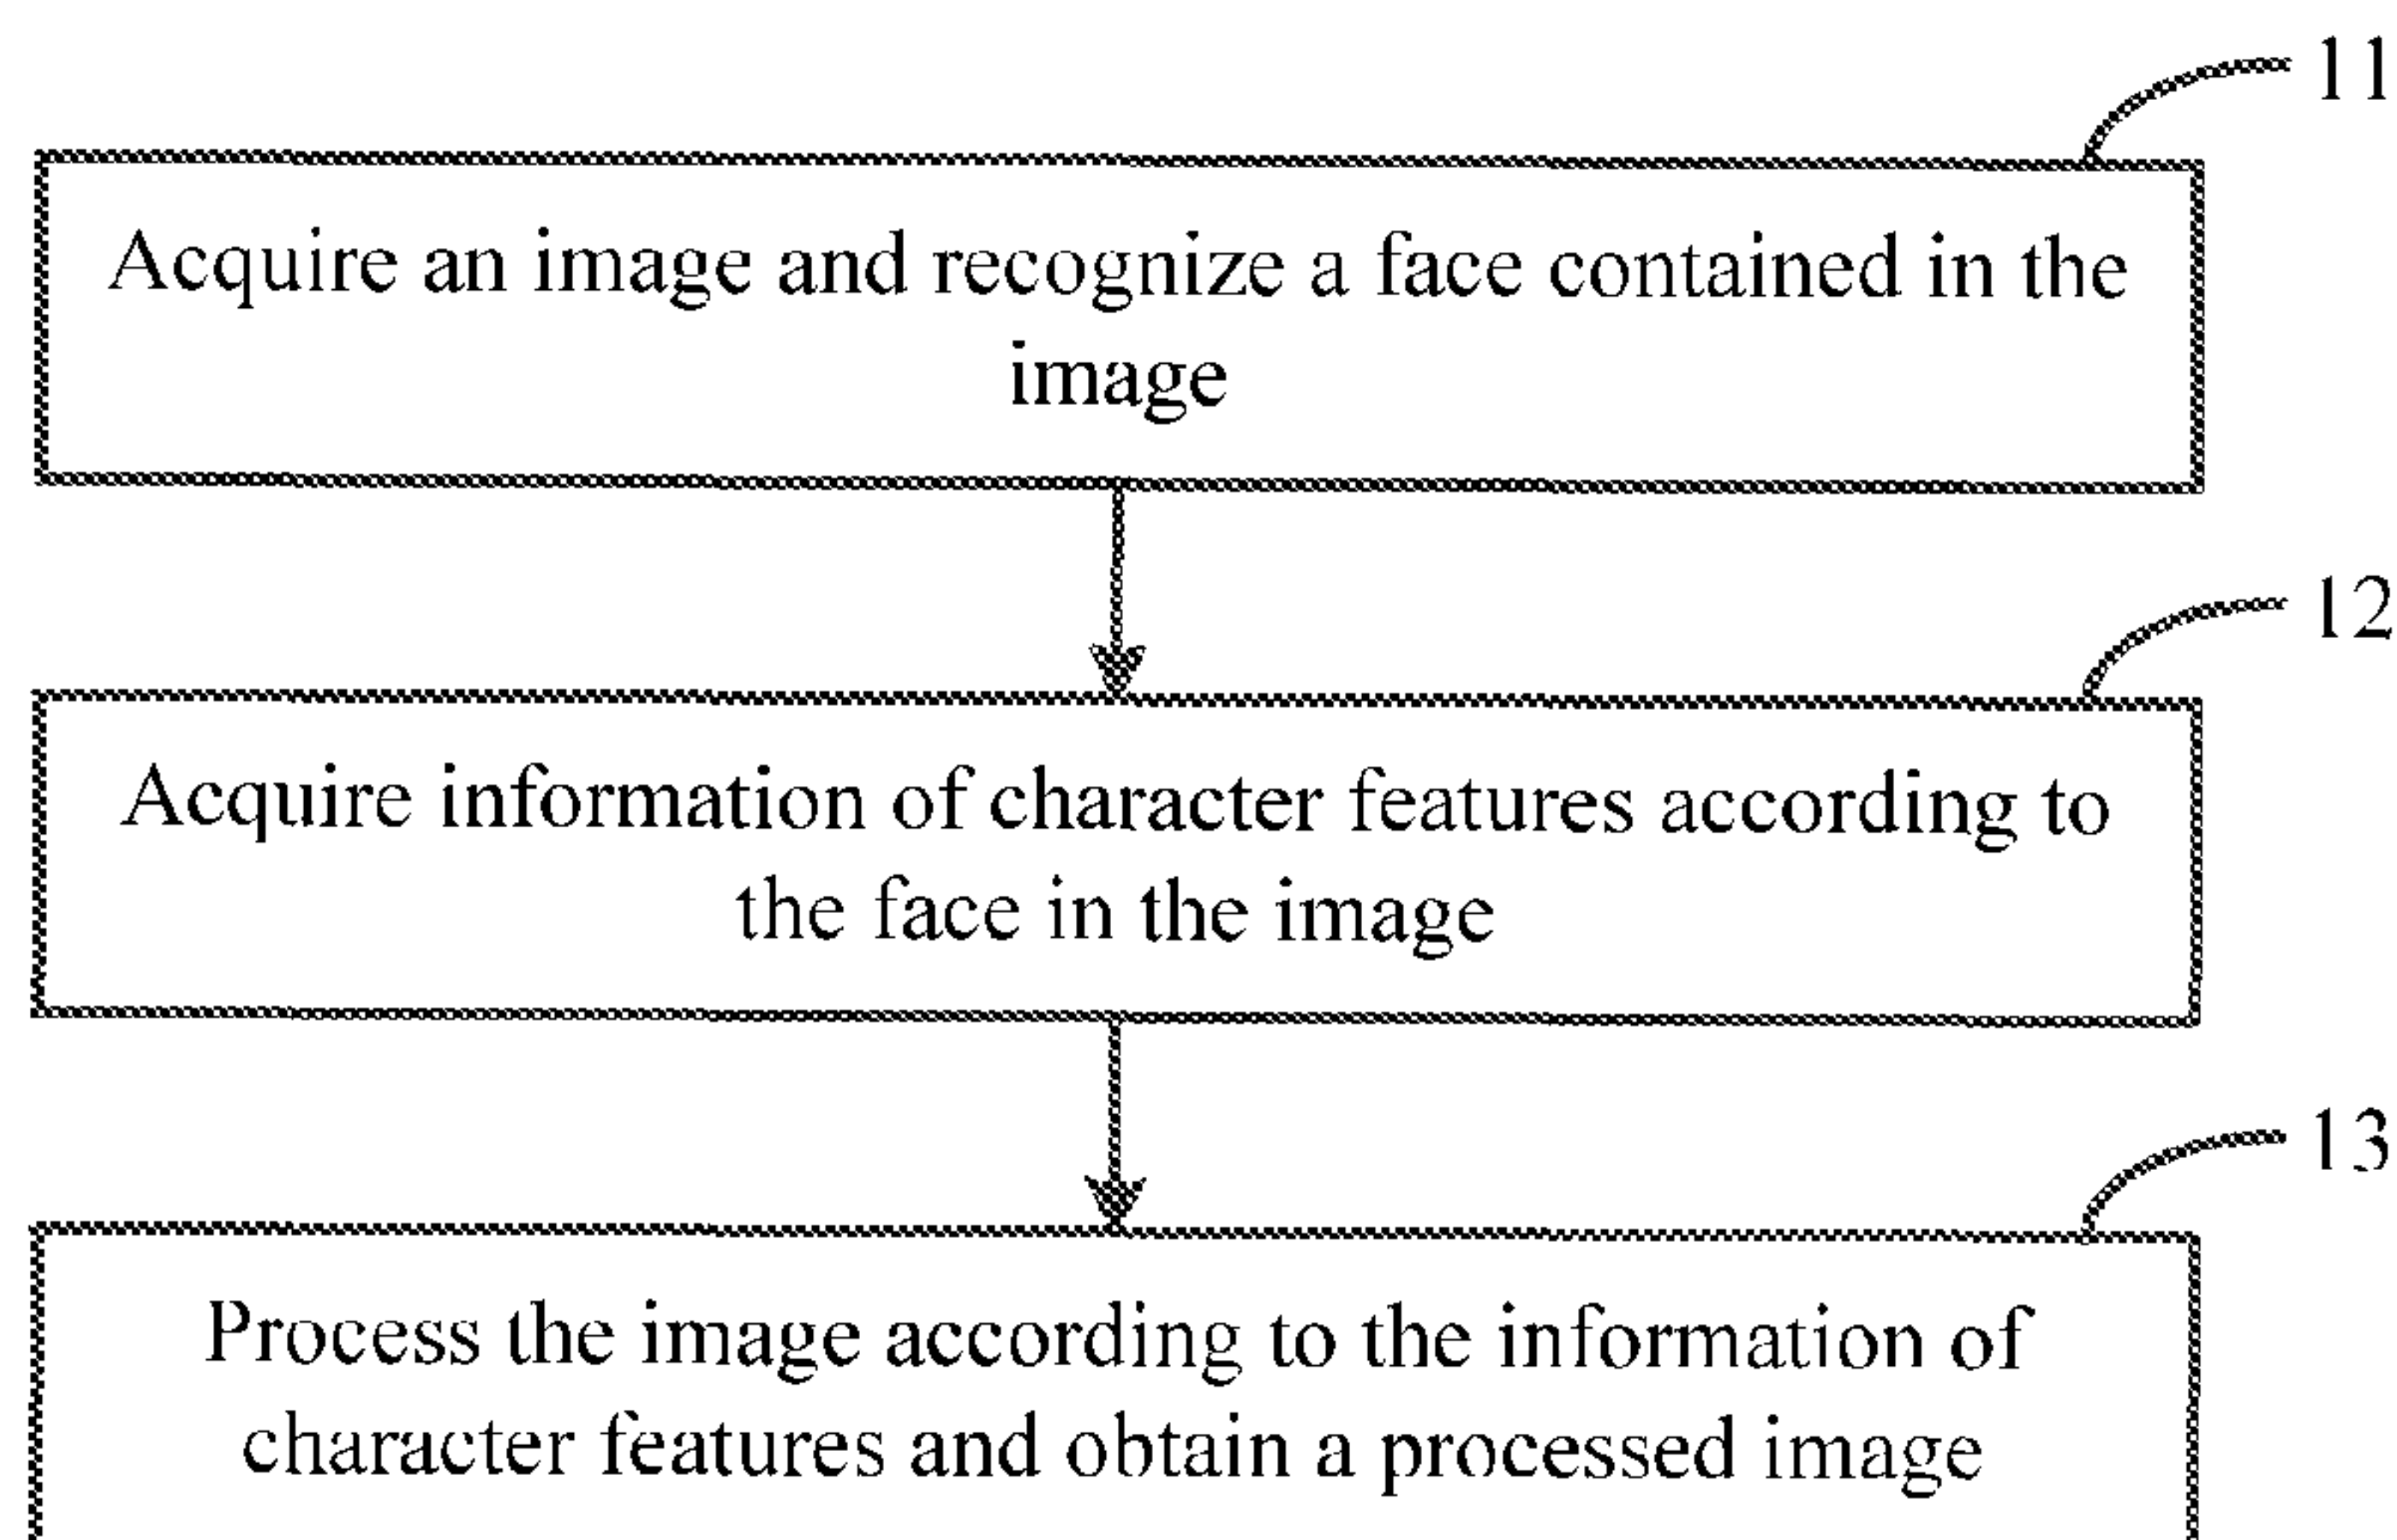 11
Acquire an image and recognize a face contained in the
image
12
Acquire information of character features according to
the face in the image
13
Process the image according to the information of
character features and obtain a processed image